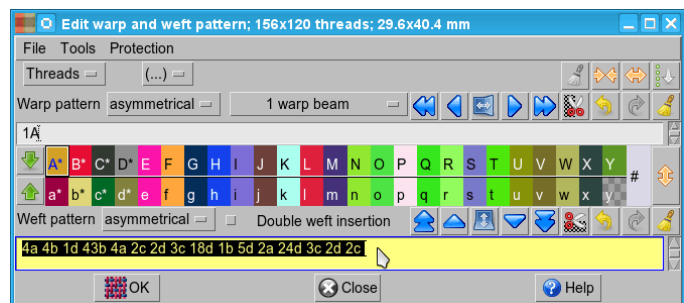 Edit warp and weft pattern; 156x120 threads; 29.6x40.4 mm
File Tools Protection
Threads (...)
Warp pattern asymmetrical 1 warp beam
1A
A* B* C* D* E F G H I J K L M N O P Q R S T U V W X Y #
a* b* c* d* e f g h i j k l m n o p q r s t u v w x y
Weft pattern asymmetrical Double weft insertion
4a 4b 1d 43b 4a 2c 2d 3c 18d 1b 5d 2a 24d 3c 2d 2c
OK Close Help